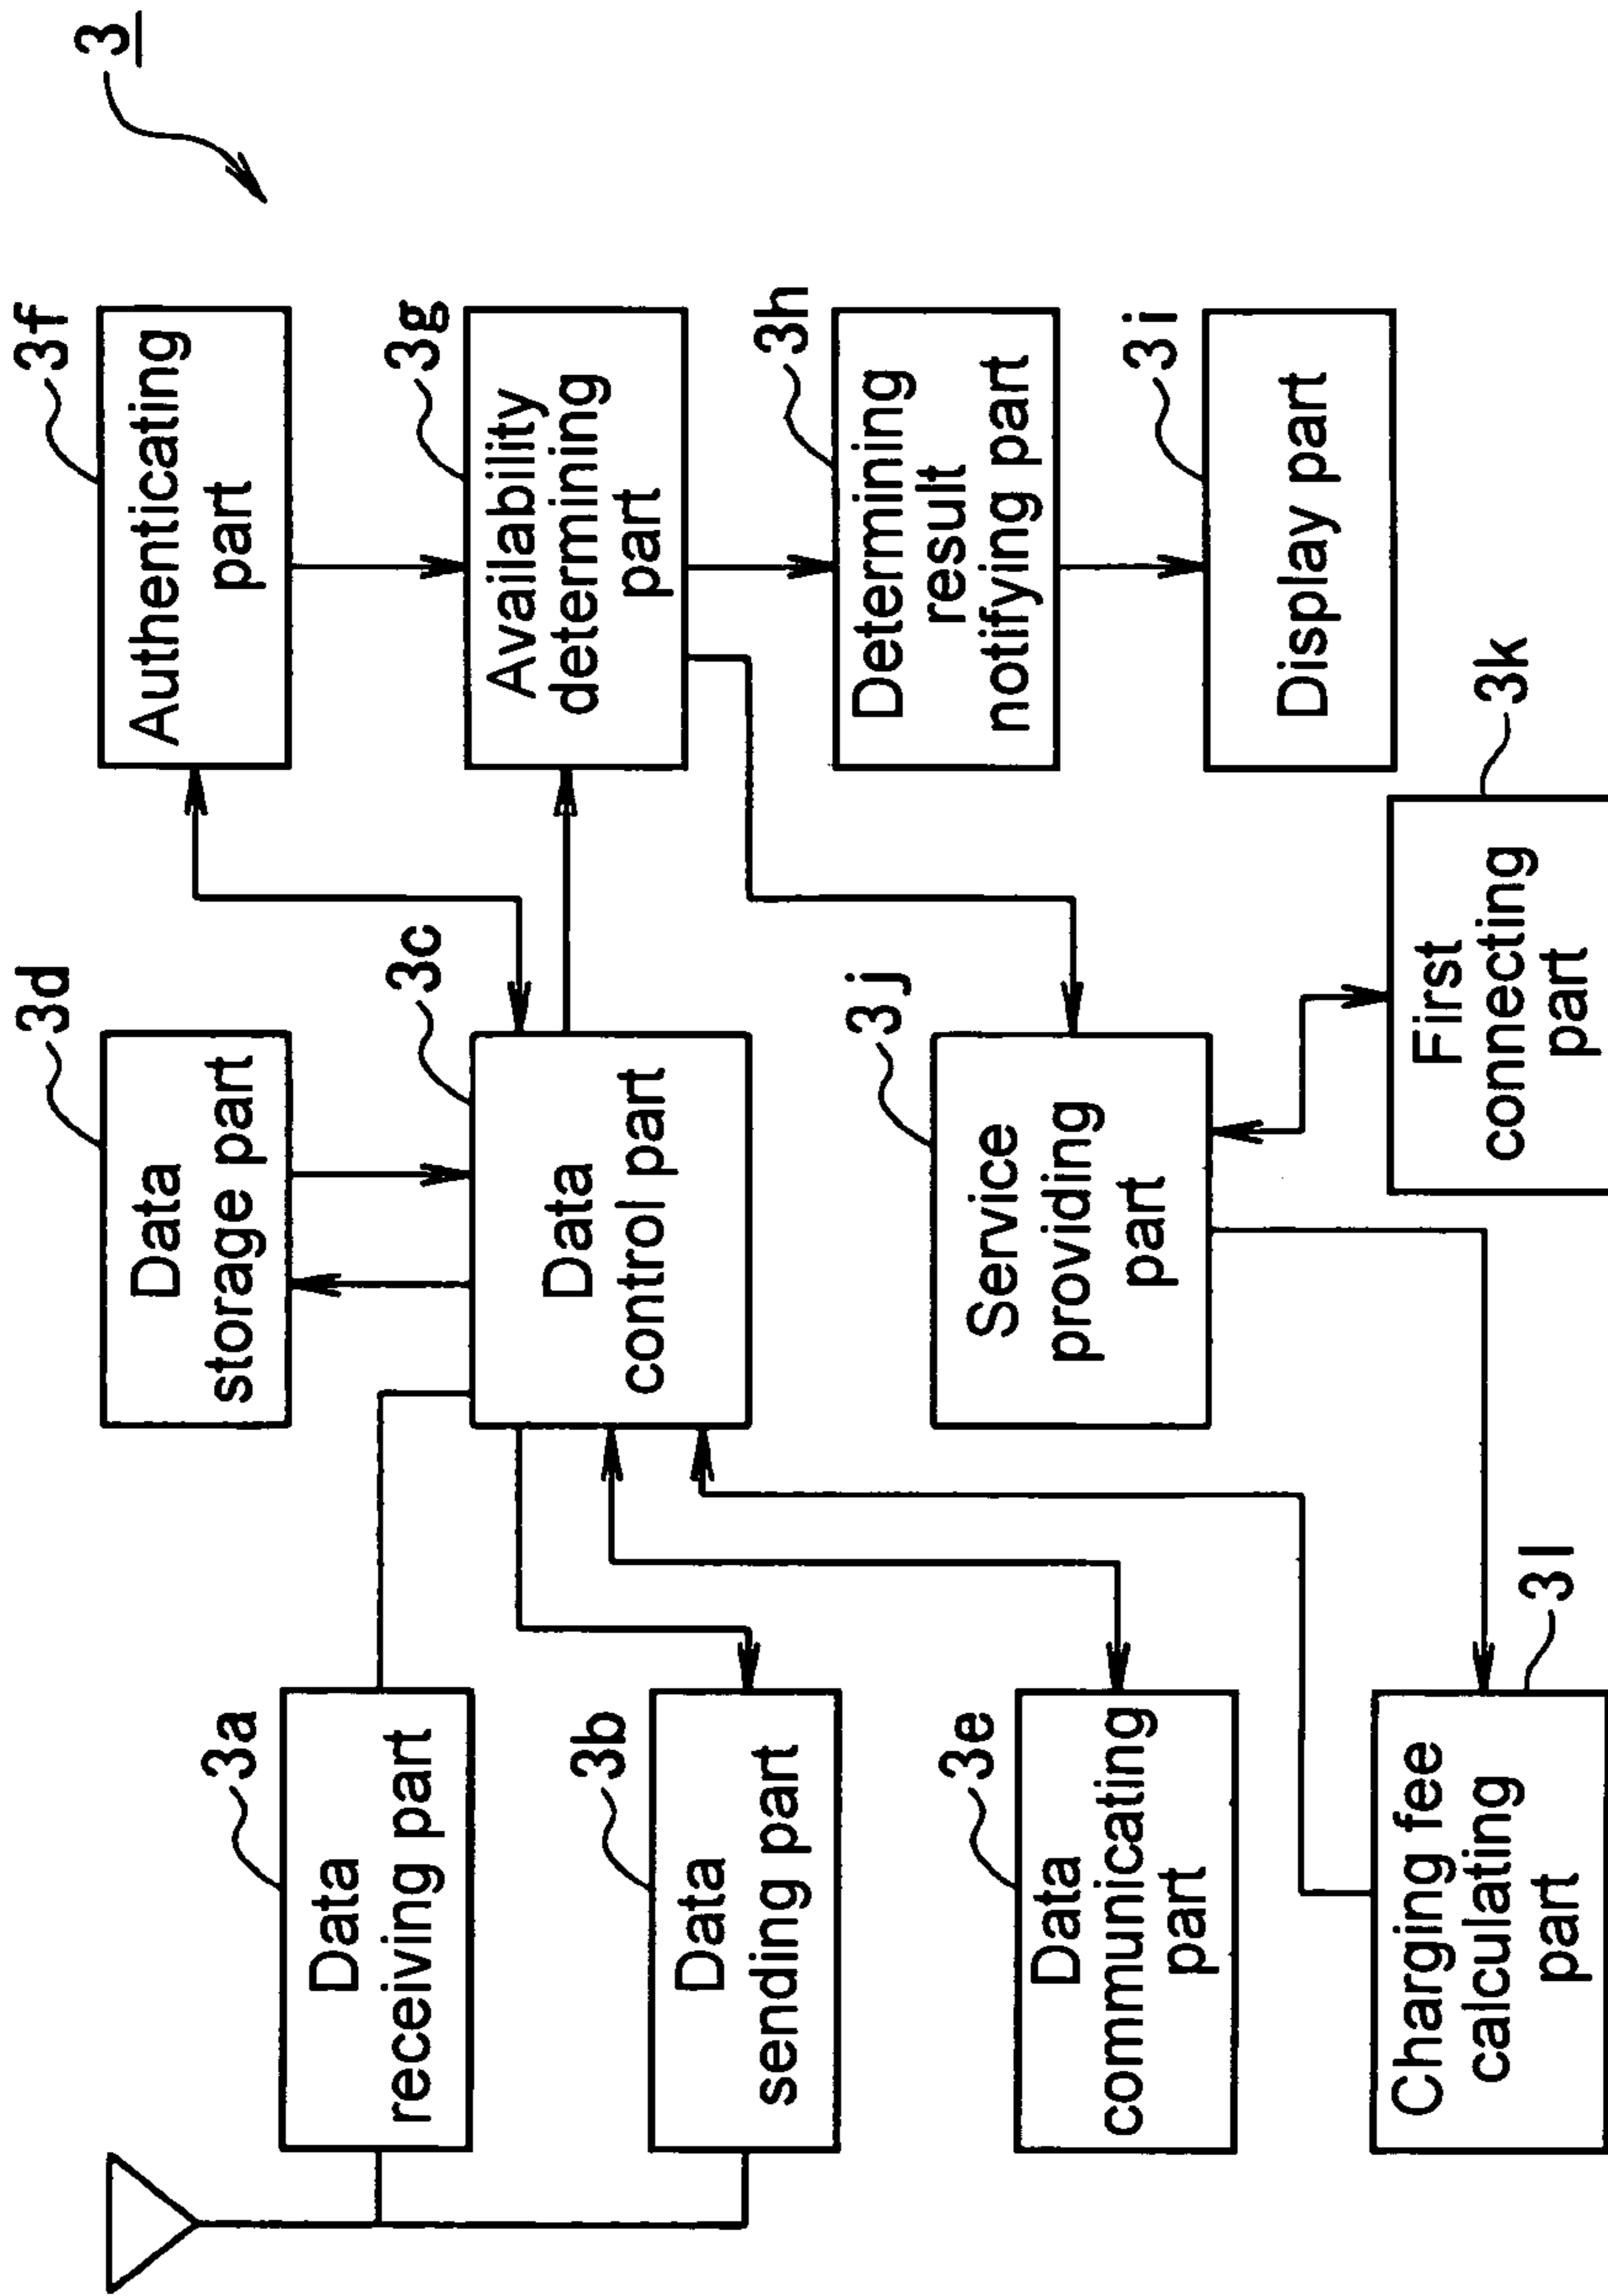 3
3a
Data
receiving part
3b
Data
sending part
3e
Data
communicating
part
3l
Charging fee
calculating
part
3d
Data
storage part
3c
Data
control part
3j
Service
providing
part
3k
First
connecting
part
3f
Authenticating
part
3g
Availability
determining
part
3h
Determining
result
notifying part
3i
Display part